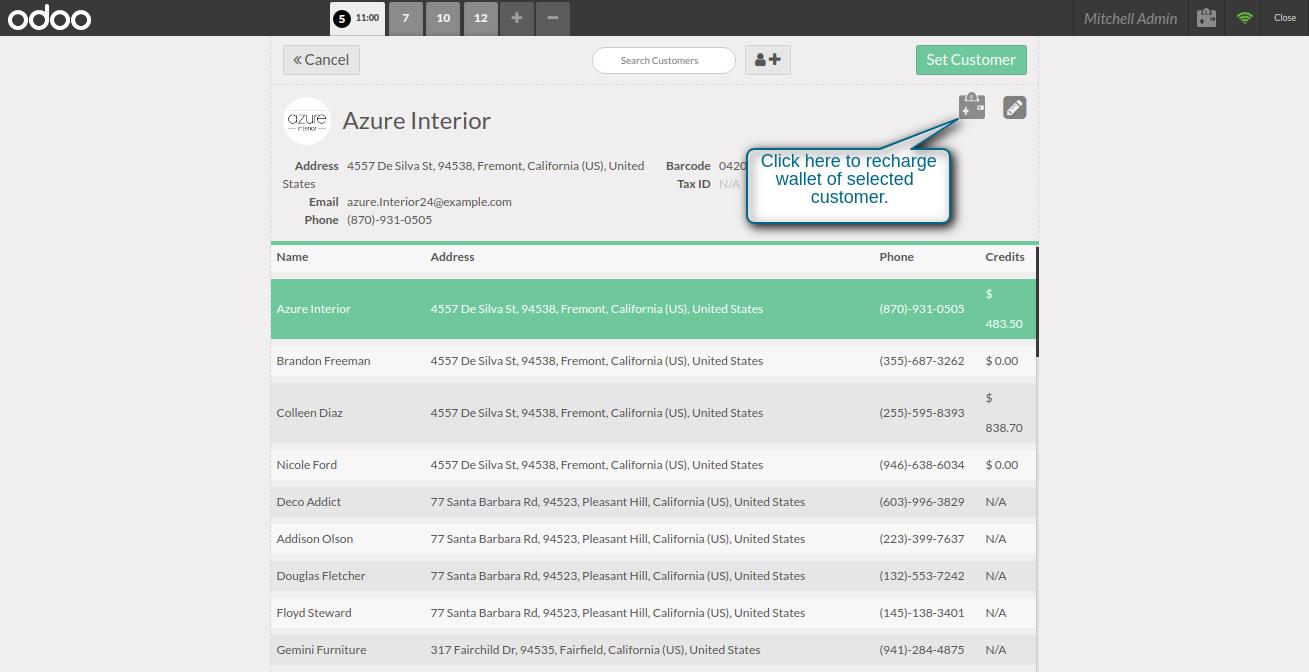 odoo 5 11:00 7 10 12 Mitchell Admin Close
Cancel Search Customers Set Customer
azure
interior
Azure Interior
Address 4557 De Silva St, 94538, Fremont, California (US), United
States
Email azure.Interior24@example.com
Phone (870)-931-0505
Barcode 0420
Tax ID N/A
Click here to recharge
wallet of selected
customer.
Name Address Phone Credits
Azure Interior 4557 De Silva St, 94538, Fremont, California (US), United States (870)-931-0505 $
483.50
Brandon Freeman 4557 De Silva St, 94538, Fremont, California (US), United States (355)-687-3262 $ 0.00
Colleen Diaz 4557 De Silva St, 94538, Fremont, California (US), United States (255)-595-8393 $
838.70
Nicole Ford 4557 De Silva St, 94538, Fremont, California (US), United States (946)-638-6034 $ 0.00
Deco Addict 77 Santa Barbara Rd, 94523, Pleasant Hill, California (US), United States (603)-996-3829 N/A
Addison Olson 77 Santa Barbara Rd, 94523, Pleasant Hill, California (US), United States (223)-399-7637 N/A
Douglas Fletcher 77 Santa Barbara Rd, 94523, Pleasant Hill, California (US), United States (132)-553-7242 N/A
Floyd Steward 77 Santa Barbara Rd, 94523, Pleasant Hill, California (US), United States (145)-138-3401 N/A
Gemini Furniture 317 Fairchild Dr, 94535, Fairfield, California (US), United States (941)-284-4875 N/A